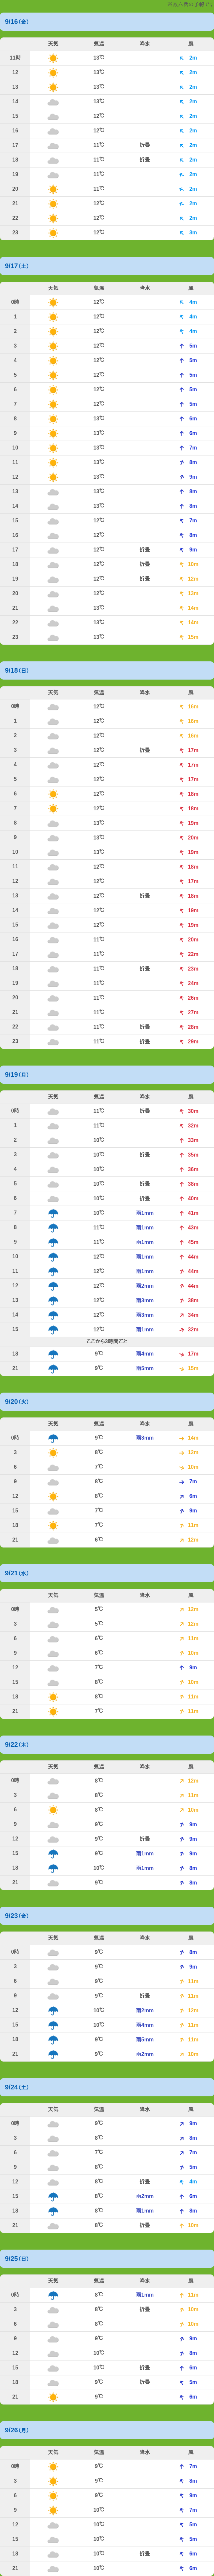 9/16(金)
天気 気温 降水 風
11時 13℃ 2m
12 13℃ 2m
13 13℃ 2m
14 13℃ 2m
15 12℃ 2m
16 12℃ 2m
17 11℃ 折畳 2m
18 11℃ 折畳 2m
19 11℃ 2m
20 11℃ 2m
21 12℃ 2m
22 12℃ 2m
23 12℃ 3m
9/17(土)
天気 気温 降水 風
0時 12℃ 4m
1 12℃ 4m
2 12℃ 4m
3 12℃ 5m
4 12℃ 5m
5 12℃ 5m
6 12℃ 5m
7 12℃ 5m
8 13℃ 6m
9 13℃ 6m
10 13℃ 7m
11 13℃ 8m
12 13℃ 9m
13 13℃ 8m
14 13℃ 8m
15 12℃ 7m
16 12℃ 8m
17 12℃ 折畳 9m
18 12℃ 折畳 10m
19 12℃ 折畳 12m
20 12℃ 13m
21 13℃ 14m
22 13℃ 14m
23 13℃ 15m
9/18(日)
天気 気温 降水 風
0時 12℃ 16m
1 12℃ 16m
2 12℃ 16m
3 12℃ 折畳 17m
4 12℃ 17m
5 12℃ 17m
6 12℃ 18m
7 12℃ 18m
8 13℃ 19m
9 13℃ 20m
10 13℃ 19m
11 12℃ 18m
12 12℃ 17m
13 12℃ 折畳 18m
14 12℃ 19m
15 12℃ 19m
16 11℃ 20m
17 11℃ 22m
18 11℃ 折畳 23m
19 11℃ 24m
20 11℃ 26m
21 11℃ 27m
22 11℃ 折畳 28m
23 11℃ 折畳 29m
9/19(月)
天気 気温 降水 風
0時 11℃ 折畳 30m
1 11℃ 32m
2 10℃ 33m
3 10℃ 折畳 35m
4 10℃ 36m
5 10℃ 折畳 38m
6 10℃ 折畳 40m
7 10℃ 雨1mm 41m
8 11℃ 雨1mm 43m
9 11℃ 雨1mm 45m
10 12℃ 雨1mm 44m
11 12℃ 雨1mm 44m
12 12℃ 雨2mm 44m
13 12℃ 雨3mm 38m
14 12℃ 雨3mm 34m
15 12℃ 雨1mm 32m
ここから3時間ごと
18 9℃ 雨4mm 17m
21 9℃ 雨5mm 15m
9/20(火)
天気 気温 降水 風
0時 9℃ 雨3mm 14m
3 8℃ 12m
6 7℃ 10m
9 8℃ 7m
12 8℃ 6m
15 7℃ 9m
18 7℃ 11m
21 6℃ 12m
9/21(水)
天気 気温 降水 風
0時 5℃ 12m
3 5℃ 12m
6 6℃ 11m
9 6℃ 10m
12 7℃ 9m
15 8℃ 10m
18 8℃ 11m
21 7℃ 11m
9/22(木)
天気 気温 降水 風
0時 8℃ 12m
3 8℃ 11m
6 8℃ 10m
9 9℃ 9m
12 9℃ 折畳 9m
15 9℃ 雨1mm 9m
18 10℃ 雨1mm 8m
21 9℃ 8m
9/23(金)
天気 気温 降水 風
0時 9℃ 8m
3 9℃ 9m
6 9℃ 11m
9 9℃ 折畳 11m
12 10℃ 雨2mm 12m
15 10℃ 雨4mm 11m
18 9℃ 雨5mm 11m
21 9℃ 雨2mm 10m
9/24(土)
天気 気温 降水 風
0時 9℃ 9m
3 8℃ 8m
6 7℃ 7m
9 8℃ 5m
12 8℃ 折畳 4m
15 8℃ 雨2mm 6m
18 8℃ 雨1mm 8m
21 8℃ 折畳 10m
9/25(日)
天気 気温 降水 風
0時 8℃ 雨1mm 11m
3 8℃ 折畳 10m
6 8℃ 10m
9 9℃ 9m
12 10℃ 8m
15 10℃ 折畳 6m
18 9℃ 折畳 5m
21 9℃ 6m
9/26(月)
天気 気温 降水 風
0時 9℃ 7m
3 9℃ 8m
6 9℃ 9m
9 10℃ 7m
12 10℃ 5m
15 10℃ 5m
18 10℃ 折畳 6m
21 10℃ 6m